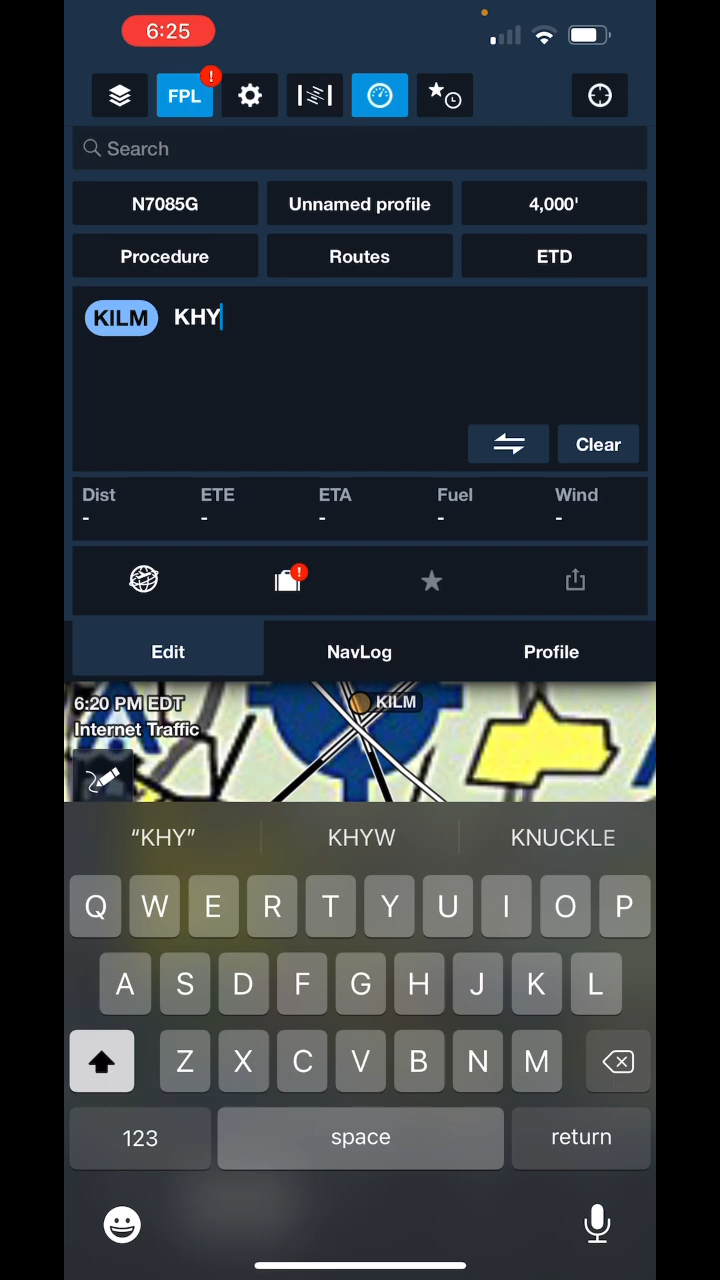 6:25
FPL !
Search
N7085G Unnamed profile 4,000'
Procedure Routes ETD
KILM KHY
Clear
Dist ETE ETA Fuel Wind
- - - - -
!
Edit NavLog Profile
6:20 PM EDT KILM
Internet Traffic
“KHY” KHYW KNUCKLE
Q W E R T Y U I O P
A S D F G H J K L
Z X C V B N M
123 space return